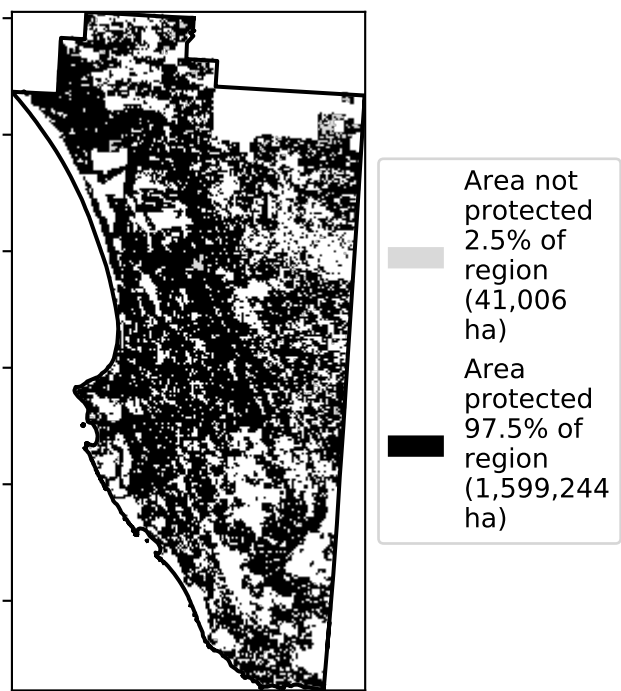 Area not
protected
2.5% of
region
(41,006
ha)
Area
protected
97.5% of
region
(1,599,244
ha)